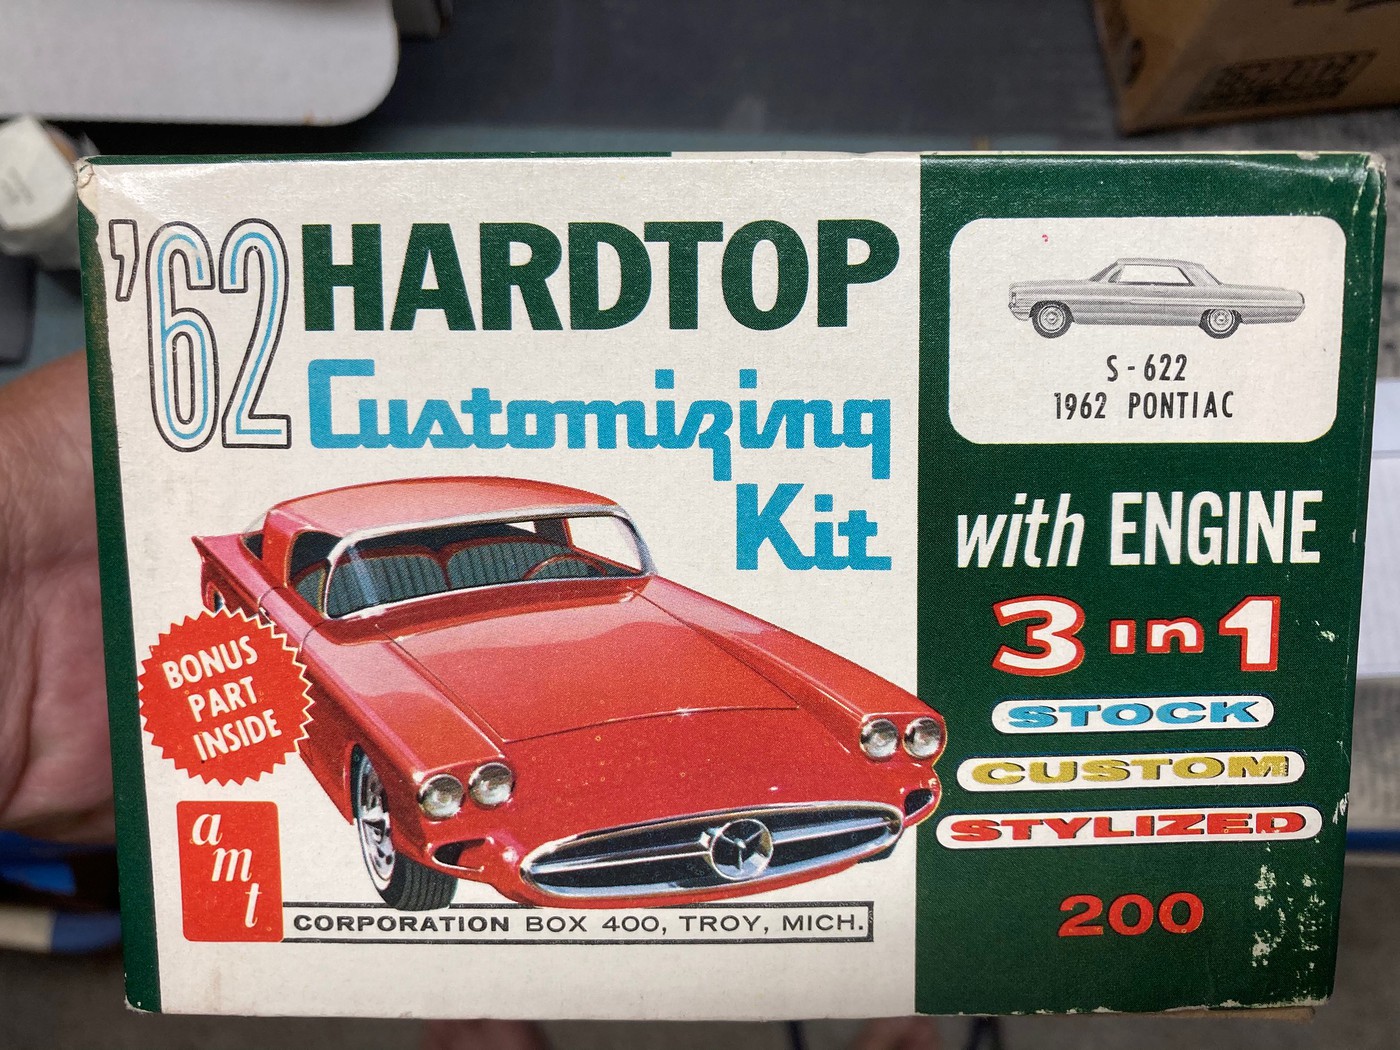 '62 HARDTOP
Customizing
Kit
BONUS
PART
INSIDE
amt
CORPORATION BOX 400, TROY, MICH.
S-622
1962 PONTIAC
with ENGINE
3 in 1
STOCK
CUSTOM
STYLIZED
200